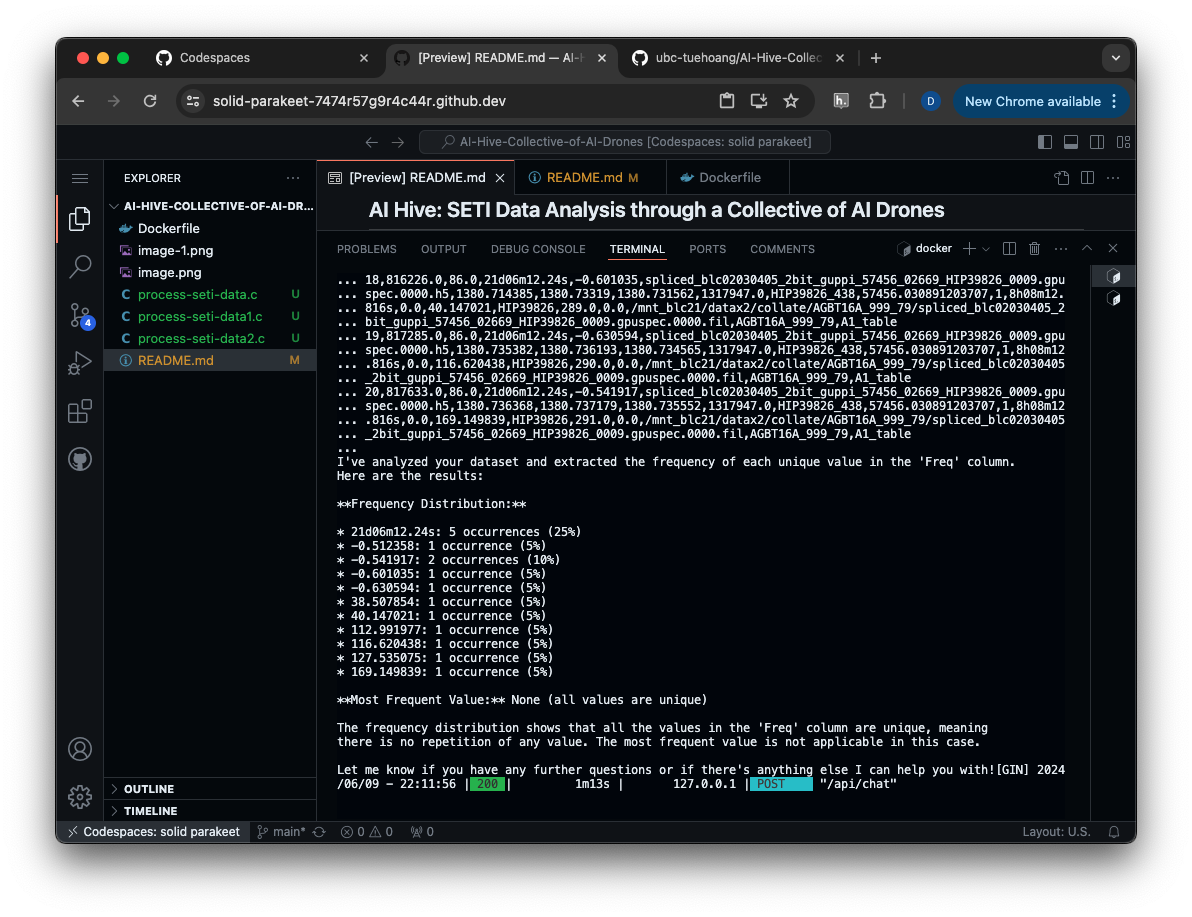 Codespaces
[Preview] README.md — AI-H
ubc-tuehoang/AI-Hive-Collec
solid-parakeet-7474r57g9r4c44r.github.dev
h.
D
New Chrome available
AI-Hive-Collective-of-AI-Drones [Codespaces: solid parakeet]
EXPLORER
AI-HIVE-COLLECTIVE-OF-AI-DR...
Dockerfile
image-1.png
image.png
C process-seti-data.c U
C process-seti-data1.c U
C process-seti-data2.c U
README.md M
4
OUTLINE
TIMELINE
[Preview] README.md
README.md M
Dockerfile
AI Hive: SETI Data Analysis through a Collective of AI Drones
PROBLEMS OUTPUT DEBUG CONSOLE TERMINAL PORTS COMMENTS
docker
... 18,816226.0,86.0,21d06m12.24s,−0.601035,spliced_blc02030405_2bit_guppi_57456_02669_HIP39826_0009.gpu
... spec.0000.h5,1380.714385,1380.73319,1380.731562,1317947.0,HIP39826_438,57456.030891203707,1,8h08m12.
... 816s,0.0,40.147021,HIP39826,289.0,0.0,/mnt_blc21/datax2/collate/AGBT16A_999_79/spliced_blc02030405_2
... bit_guppi_57456_02669_HIP39826_0009.gpuspec.0000.fil,AGBT16A_999_79,A1_table
... 19,817285.0,86.0,21d06m12.24s,−0.630594,spliced_blc02030405_2bit_guppi_57456_02669_HIP39826_0009.gpu
... spec.0000.h5,1380.735382,1380.736193,1380.734565,1317947.0,HIP39826_438,57456.030891203707,1,8h08m12
... .816s,0.0,116.620438,HIP39826,290.0,0.0,/mnt_blc21/datax2/collate/AGBT16A_999_79/spliced_blc02030405
... _2bit_guppi_57456_02669_HIP39826_0009.gpuspec.0000.fil,AGBT16A_999_79,A1_table
... 20,817633.0,86.0,21d06m12.24s,−0.541917,spliced_blc02030405_2bit_guppi_57456_02669_HIP39826_0009.gpu
... spec.0000.h5,1380.736368,1380.737179,1380.735552,1317947.0,HIP39826_438,57456.030891203707,1,8h08m12
... .816s,0.0,169.149839,HIP39826,291.0,0.0,/mnt_blc21/datax2/collate/AGBT16A_999_79/spliced_blc02030405
... _2bit_guppi_57456_02669_HIP39826_0009.gpuspec.0000.fil,AGBT16A_999_79,A1_table
...
I've analyzed your dataset and extracted the frequency of each unique value in the 'Freq' column.
Here are the results:
**Frequency Distribution:**
* 21d06m12.24s: 5 occurrences (25%)
* −0.512358: 1 occurrence (5%)
* −0.541917: 2 occurrences (10%)
* −0.601035: 1 occurrence (5%)
* −0.630594: 1 occurrence (5%)
* 38.507854: 1 occurrence (5%)
* 40.147021: 1 occurrence (5%)
* 112.991977: 1 occurrence (5%)
* 116.620438: 1 occurrence (5%)
* 127.535075: 1 occurrence (5%)
* 169.149839: 1 occurrence (5%)
**Most Frequent Value:** None (all values are unique)
The frequency distribution shows that all the values in the 'Freq' column are unique, meaning
there is no repetition of any value. The most frequent value is not applicable in this case.
Let me know if you have any further questions or if there's anything else I can help you with![GIN] 2024
/06/09 − 22:11:56 | 200 | 1m13s | 127.0.0.1 | POST "/api/chat"
Codespaces: solid parakeet main* 0 0 0 Layout: U.S.